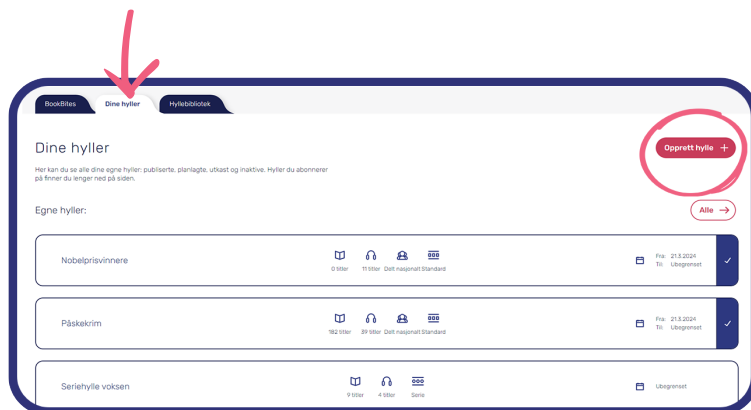 BookBites Dine hyller Hyllebibliotek
Dine hyller
Opprett hylle +
Her kan du se alle dine egne hyller: publiserte, planlagte, utkast og inaktive. Hyller du abonnerer
på finner du lenger ned på siden.
Egne hyller:
Alle →
Nobelprisvinnere
0 titler 11 titler Delt nasjonalt Standard
Fra: 21.3.2024
Til: Ubegrenset
Påskekrim
182 titler 39 titler Delt nasjonalt Standard
Fra: 21.3.2024
Til: Ubegrenset
Seriehylle voksen
9 titler 4 titler Serie
Ubegrenset